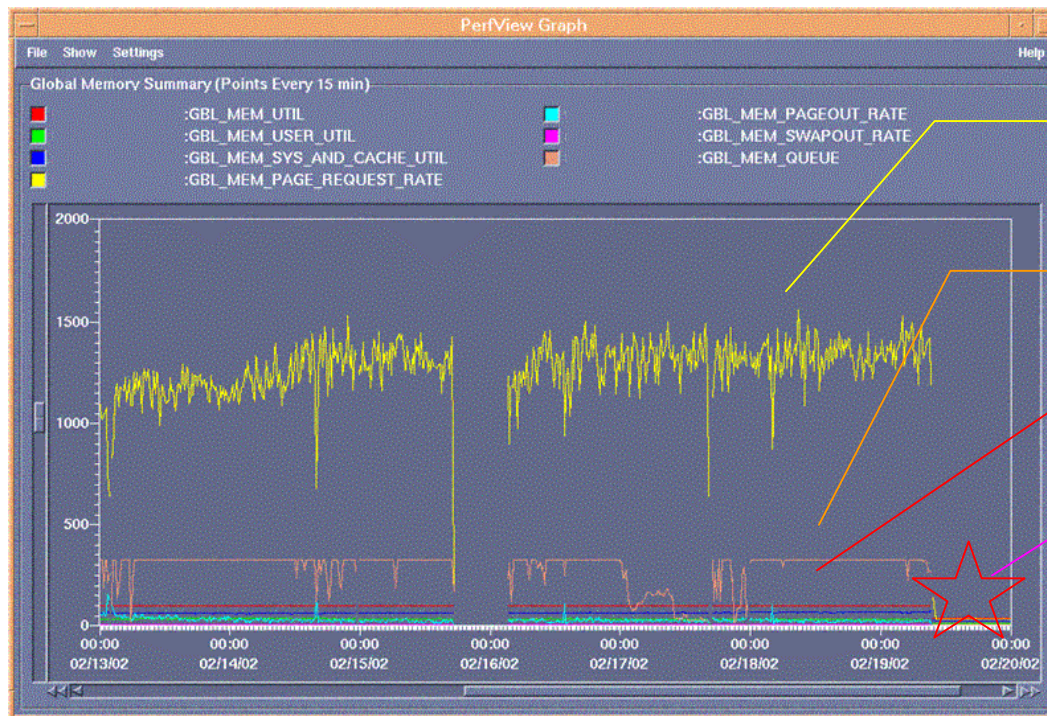 PerfView Graph
File Show Settings Help
Global Memory Summary (Points Every 15 min)
:GBL_MEM_UTIL
:GBL_MEM_USER_UTIL
:GBL_MEM_SYS_AND_CACHE_UTIL
:GBL_MEM_PAGE_REQUEST_RATE
:GBL_MEM_PAGEOUT_RATE
:GBL_MEM_SWAPOUT_RATE
:GBL_MEM_QUEUE
2000
1500
1000
500
0
00:00 00:00 00:00 00:00 00:00 00:00 00:00 00:00
02/13/02 02/14/02 02/15/02 02/16/02 02/17/02 02/18/02 02/19/02 02/20/02